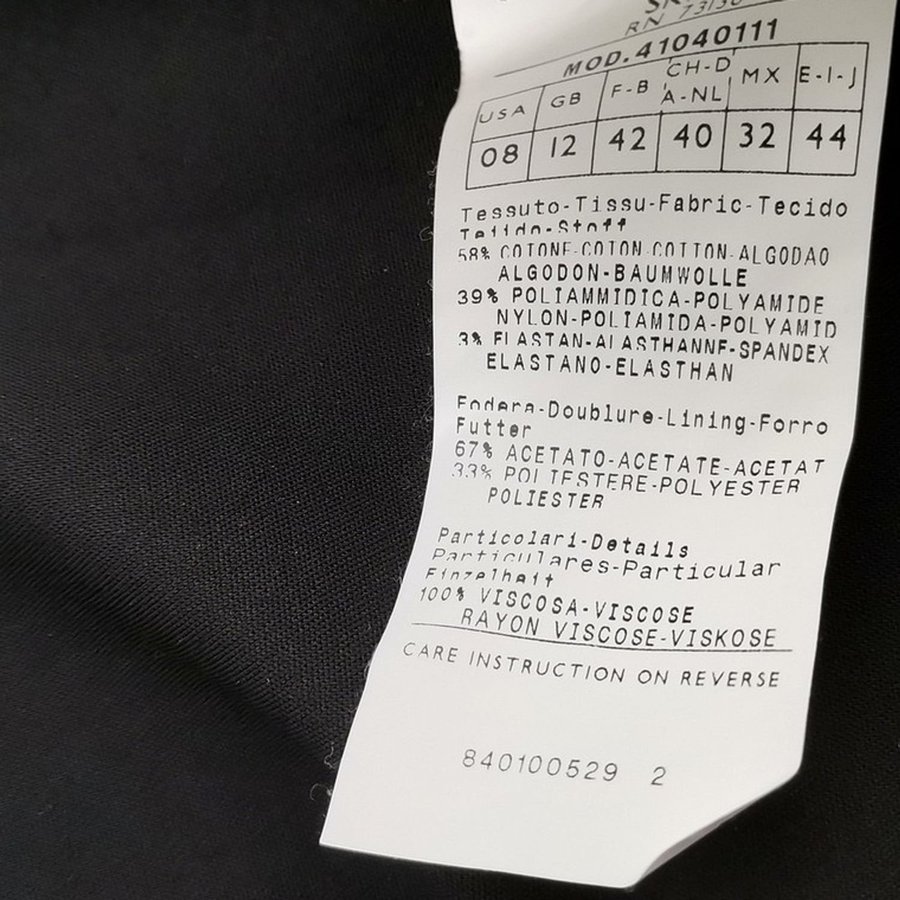 MOD. 41040111
USA GB F-B CH-D A-NL MX E-I-J
08 12 42 40 32 44
Tessuto-Tissu-Fabric-Tecido
Tejido-Stoff
58% COTONE-COTON COTTON-ALGODAO
ALGODON-BAUMWOLLE
39% POLIAMMIDICA-POLYAMIDE
NYLON-POLIAMIDA-POLYAMID
3% ELASTAN-ALASTHANNE-SPANDEX
ELASTANO-ELASTHAN
Fodera-Doublure-Lining-Forro
Futter
67% ACETATO-ACETATE-ACETAT
33% POLIESTERE-POLYESTER
POLIESTER
Particolari-Details
Particulares-Particular
Einzelheit
100% VISCOSA-VISCOSE
RAYON VISCOSE-VISKOSE
CARE INSTRUCTION ON REVERSE
840100529 2